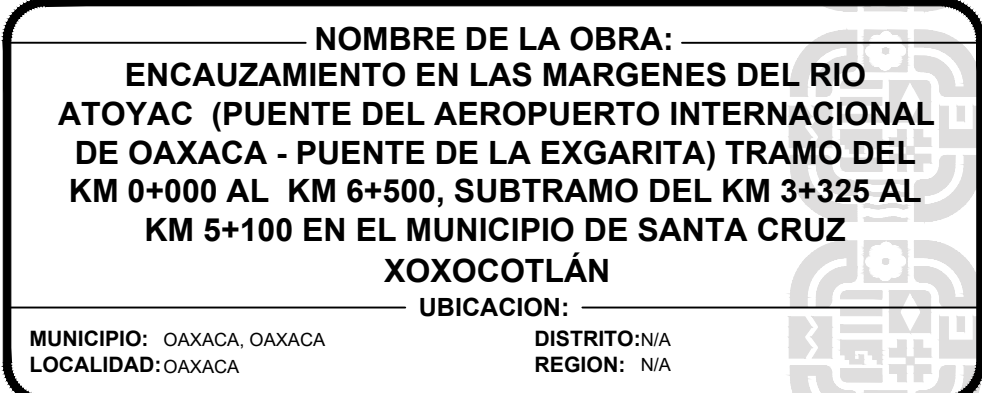 NOMBRE DE LA OBRA:
ENCAUZAMIENTO EN LAS MARGENES DEL RIO
ATOYAC (PUENTE DEL AEROPUERTO INTERNACIONAL
DE OAXACA - PUENTE DE LA EXGARITA) TRAMO DEL
KM 0+000 AL KM 6+500, SUBTRAMO DEL KM 3+325 AL
KM 5+100 EN EL MUNICIPIO DE SANTA CRUZ
XOXOCOTLÁN
UBICACION:
MUNICIPIO: OAXACA, OAXACA DISTRITO:N/A
LOCALIDAD: OAXACA REGION: N/A